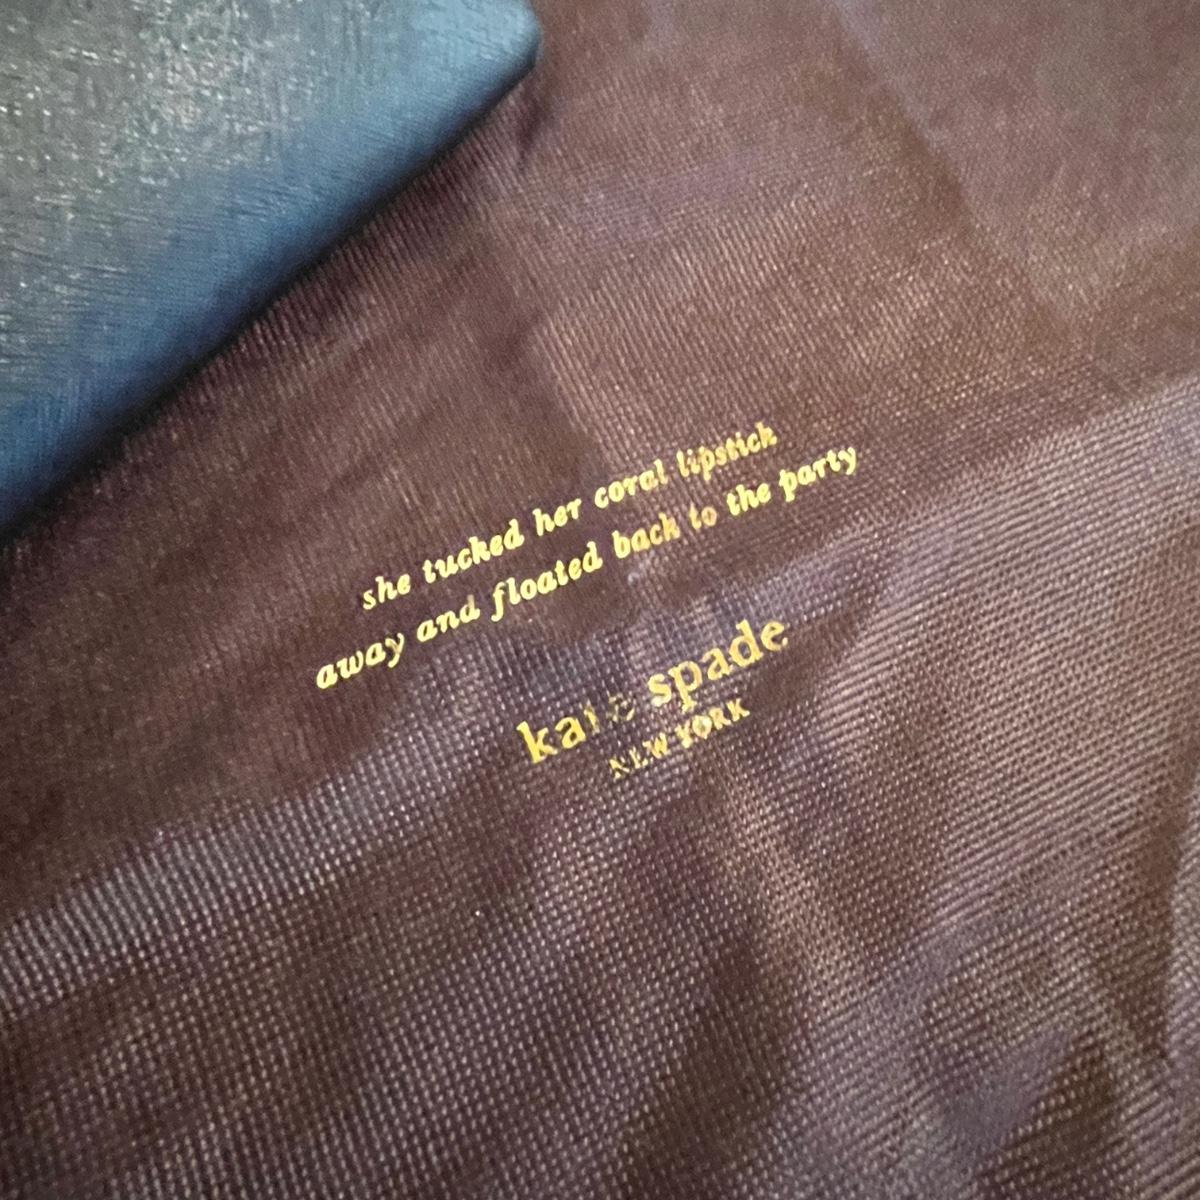 she tucked her coral lipstick
away and floated back to the party
kate spade
NEW YORK